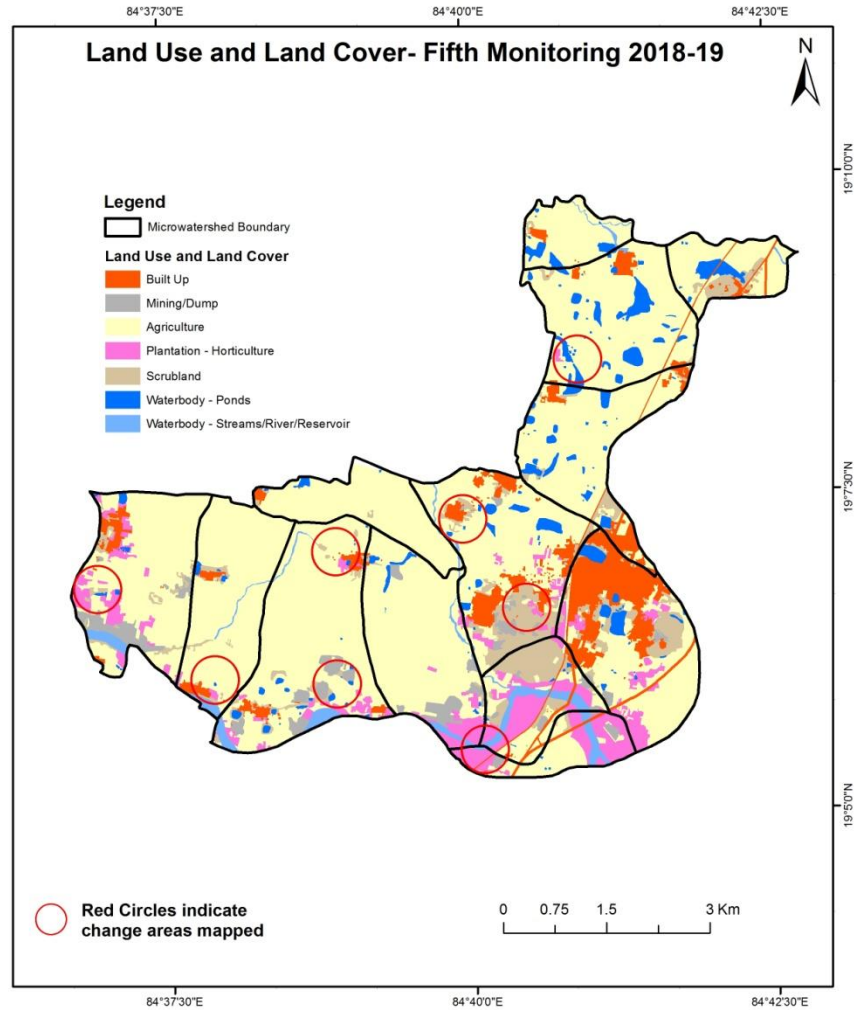 84°37'30"E 84°40'0"E 84°42'30"E
Land Use and Land Cover- Fifth Monitoring 2018-19
N
19°10'0"N
Legend
Microwatershed Boundary
Land Use and Land Cover
Built Up
Mining/Dump
Agriculture
Plantation - Horticulture
Scrubland
Waterbody - Ponds
Waterbody - Streams/River/Reservoir
19°7'30"N
19°5'0"N
Red Circles indicate
change areas mapped
0 0.75 1.5 3 Km
84°37'30"E 84°40'0"E 84°42'30"E